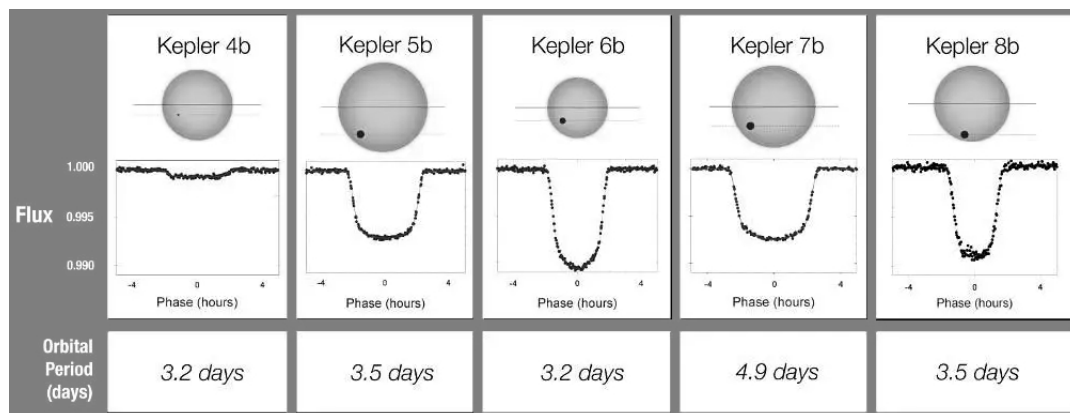 Kepler 4b Kepler 5b Kepler 6b Kepler 7b Kepler 8b
1.000
Flux 0.995
0.990
-4 0 4 -4 0 4 -4 0 4 -4 0 4 -4 0 4
Phase (hours) Phase (hours) Phase (hours) Phase (hours) Phase (hours)
Orbital
Period
(days)
3.2 days 3.5 days 3.2 days 4.9 days 3.5 days